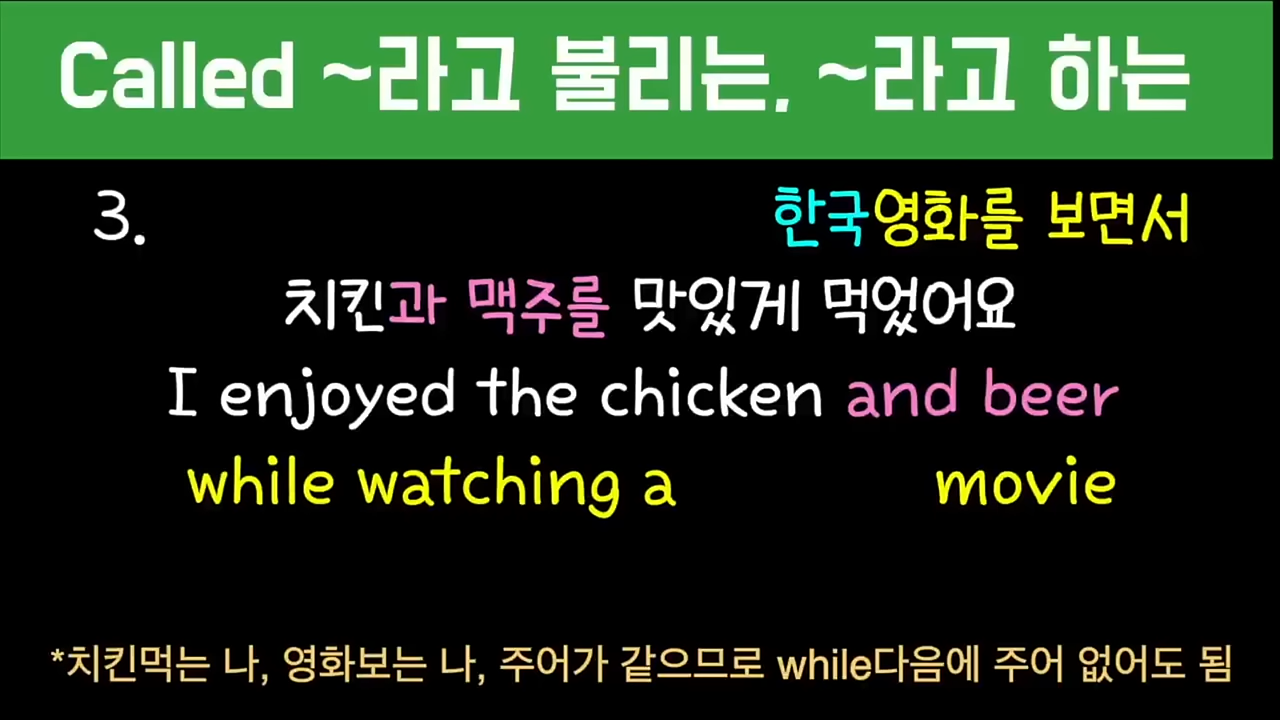 Called ~라고 불리는, ~라고 하는
3. 한국영화를 보면서
치킨과 맥주를 맛있게 먹었어요
I enjoyed the chicken and beer
while watching a movie
*치킨먹는 나, 영화보는 나, 주어가 같으므로 while다음에 주어 없어도 됨